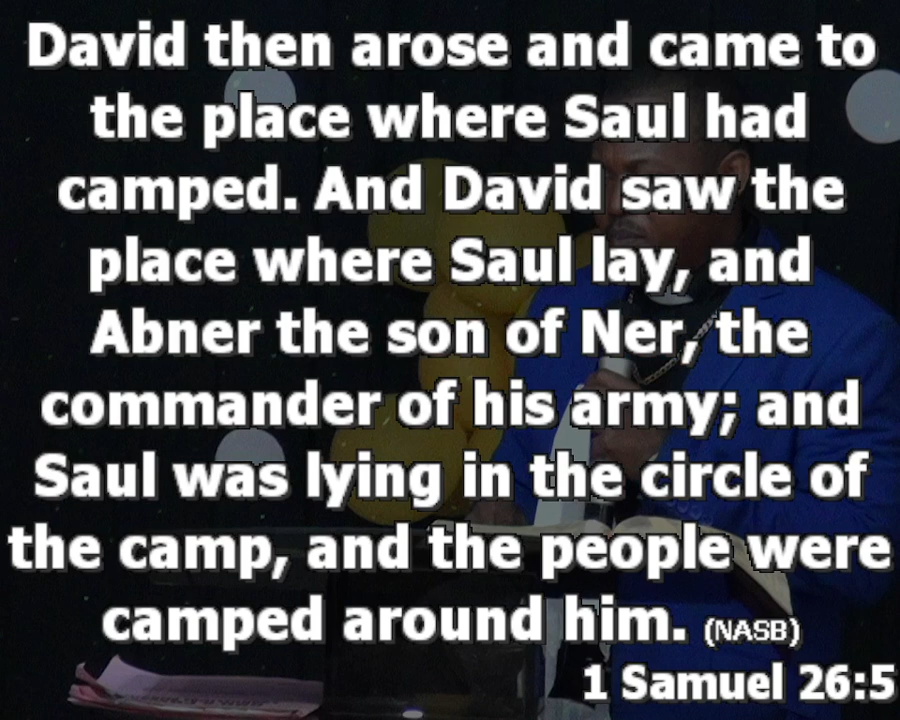 David then arose and came to
the place where Saul had
camped. And David saw the
place where Saul lay, and
Abner the son of Ner, the
commander of his army; and
Saul was lying in the circle of
the camp, and the people were
camped around him. (NASB)
1 Samuel 26:5